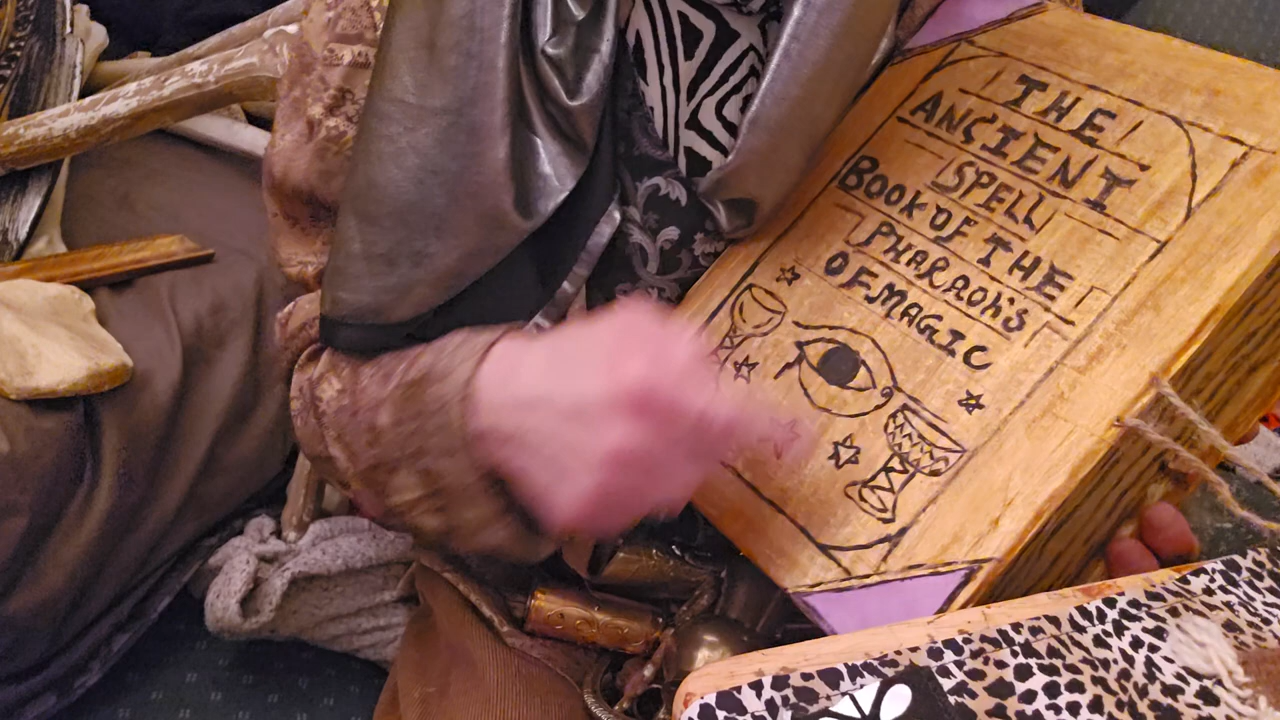 THE
ANCIENT
SPELL
BOOK OF THE
PHARAOH'S
OF MAGIC